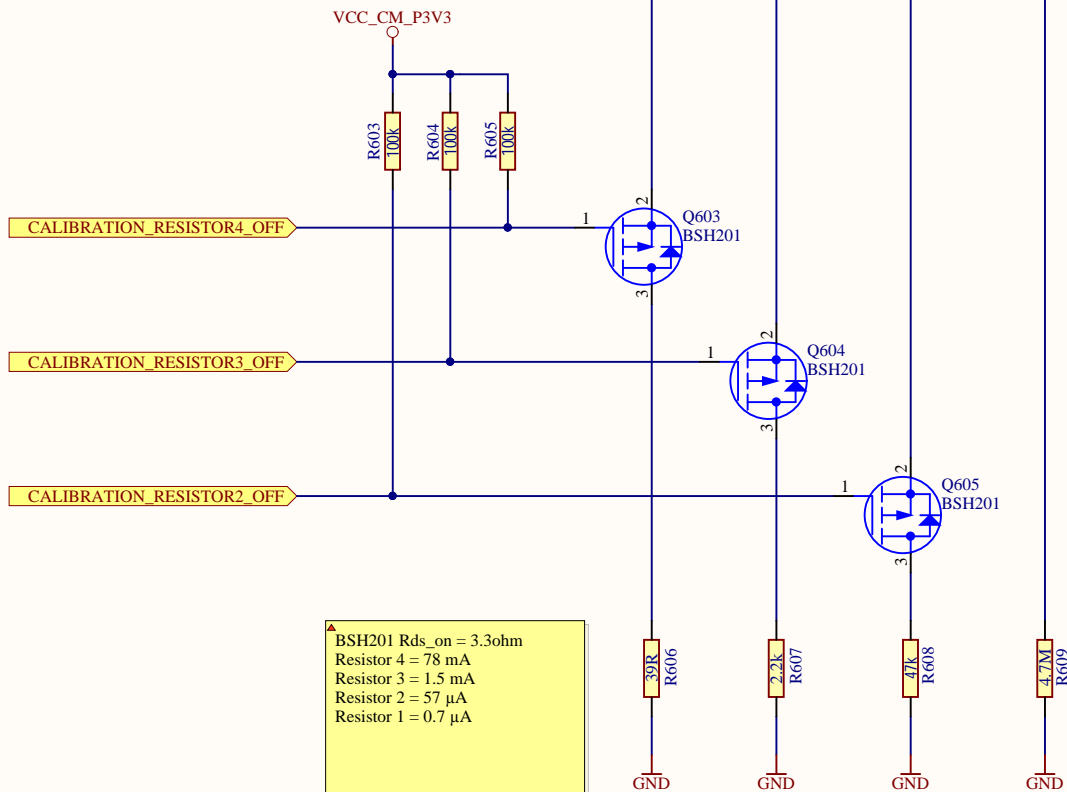 VCC_CM_P3V3
R603
100k
R604
100k
R605
100k
CALIBRATION_RESISTOR4_OFF
1
2
3
Q603
BSH201
CALIBRATION_RESISTOR3_OFF
1
2
3
Q604
BSH201
CALIBRATION_RESISTOR2_OFF
1
2
3
Q605
BSH201
BSH201 Rds_on = 3.3ohm
Resistor 4 = 78 mA
Resistor 3 = 1.5 mA
Resistor 2 = 57 µA
Resistor 1 = 0.7 µA
39R
R606
2.2k
R607
47k
R608
4.7M
R609
GND
GND
GND
GND